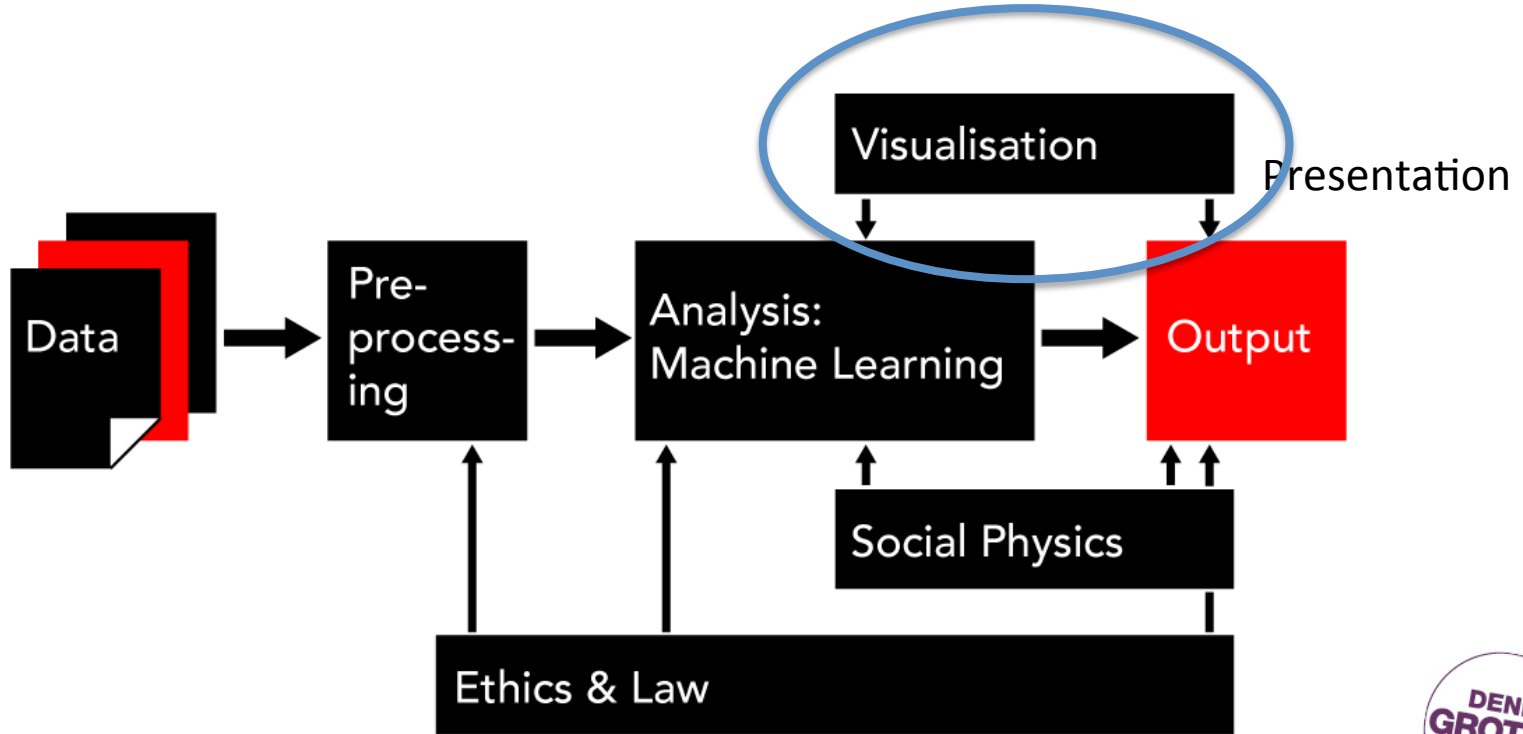 Visualisation
Presentation
Data
Pre-
process-
ing
Analysis:
Machine Learning
Output
Social Physics
Ethics & Law